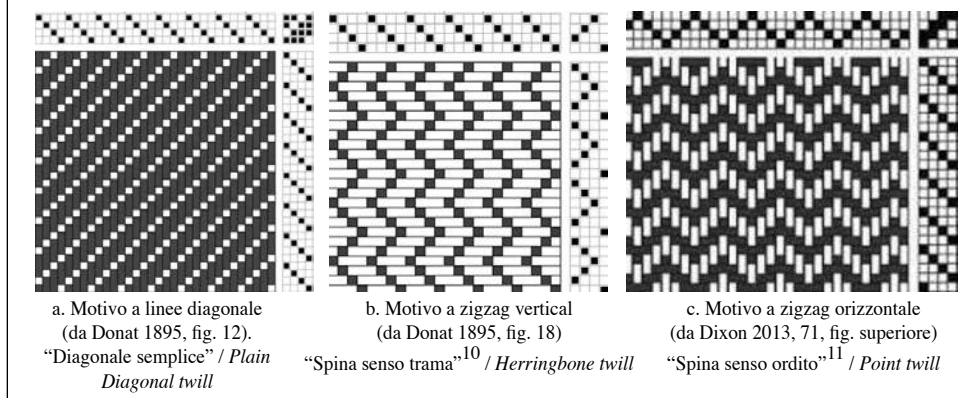 a. Motivo a linee diagonale
(da Donat 1895, fig. 12).
“Diagonale semplice” / Plain
Diagonal twill
b. Motivo a zigzag vertical
(da Donat 1895, fig. 18)
“Spina senso trama”10 / Herringbone twill
c. Motivo a zigzag orizzontale
(da Dixon 2013, 71, fig. superiore)
“Spina senso ordito”11 / Point twill